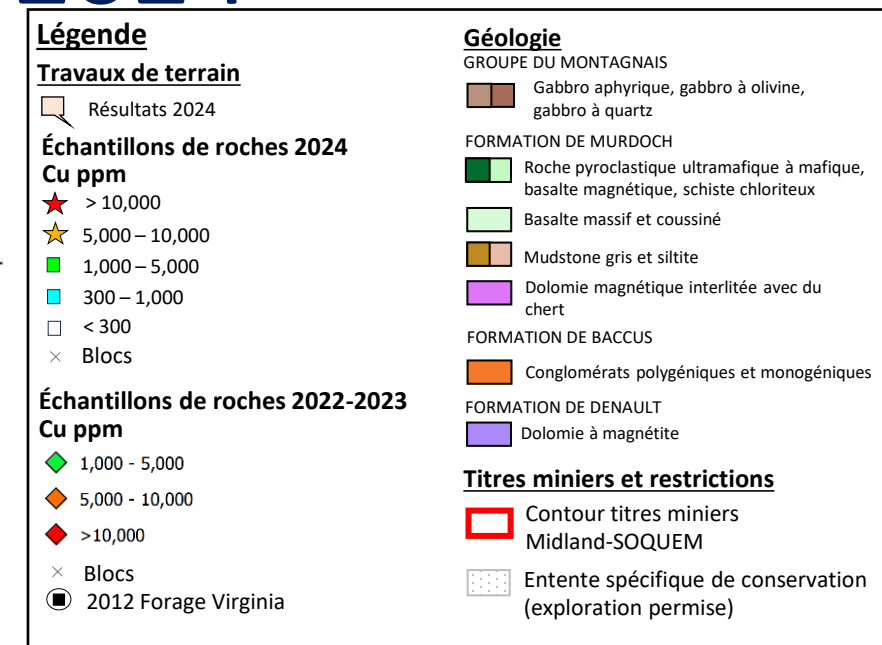 Légende
Travaux de terrain
Résultats 2024
Échantillons de roches 2024
Cu ppm
> 10,000
5,000 – 10,000
1,000 – 5,000
300 – 1,000
< 300
Blocs
Échantillons de roches 2022-2023
Cu ppm
1,000 - 5,000
5,000 - 10,000
>10,000
Blocs
2012 Forage Virginia
Géologie
GROUPE DU MONTAGNAIS
Gabbro aphyrique, gabbro à olivine,
gabbro à quartz
FORMATION DE MURDOCH
Roche pyroclastique ultramafique à mafique,
basalte magnétique, schiste chloriteux
Basalte massif et coussiné
Mudstone gris et siltite
Dolomie magnétique interlitée avec du
chert
FORMATION DE BACCUS
Conglomérats polygéniques et monogéniques
FORMATION DE DENAULT
Dolomie à magnétite
Titres miniers et restrictions
Contour titres miniers
Midland-SOQUEM
Entente spécifique de conservation
(exploration permise)